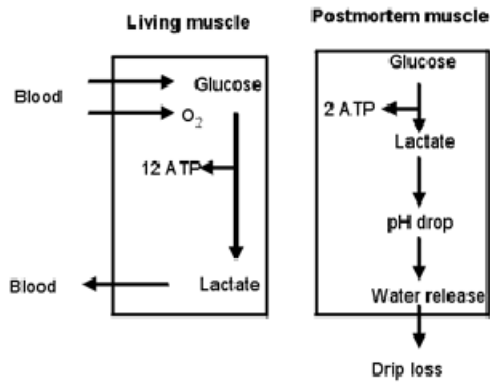 Living muscle
Blood
Glucose
O2
12 ATP
Blood
Lactate
Postmortem muscle
Glucose
2 ATP
Lactate
pH drop
Water release
Drip loss